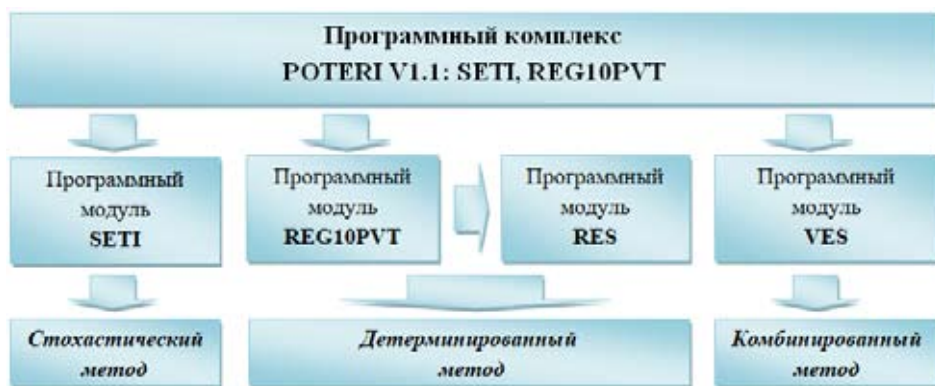 Программный комплекс
POTERI V1.1: SETI, REG10PVT
Программный
модуль
SETI
Программный
модуль
REG10PVT
Программный
модуль
RES
Программный
модуль
VES
Стохастический
метод
Детерминированный
метод
Комбинированный
метод